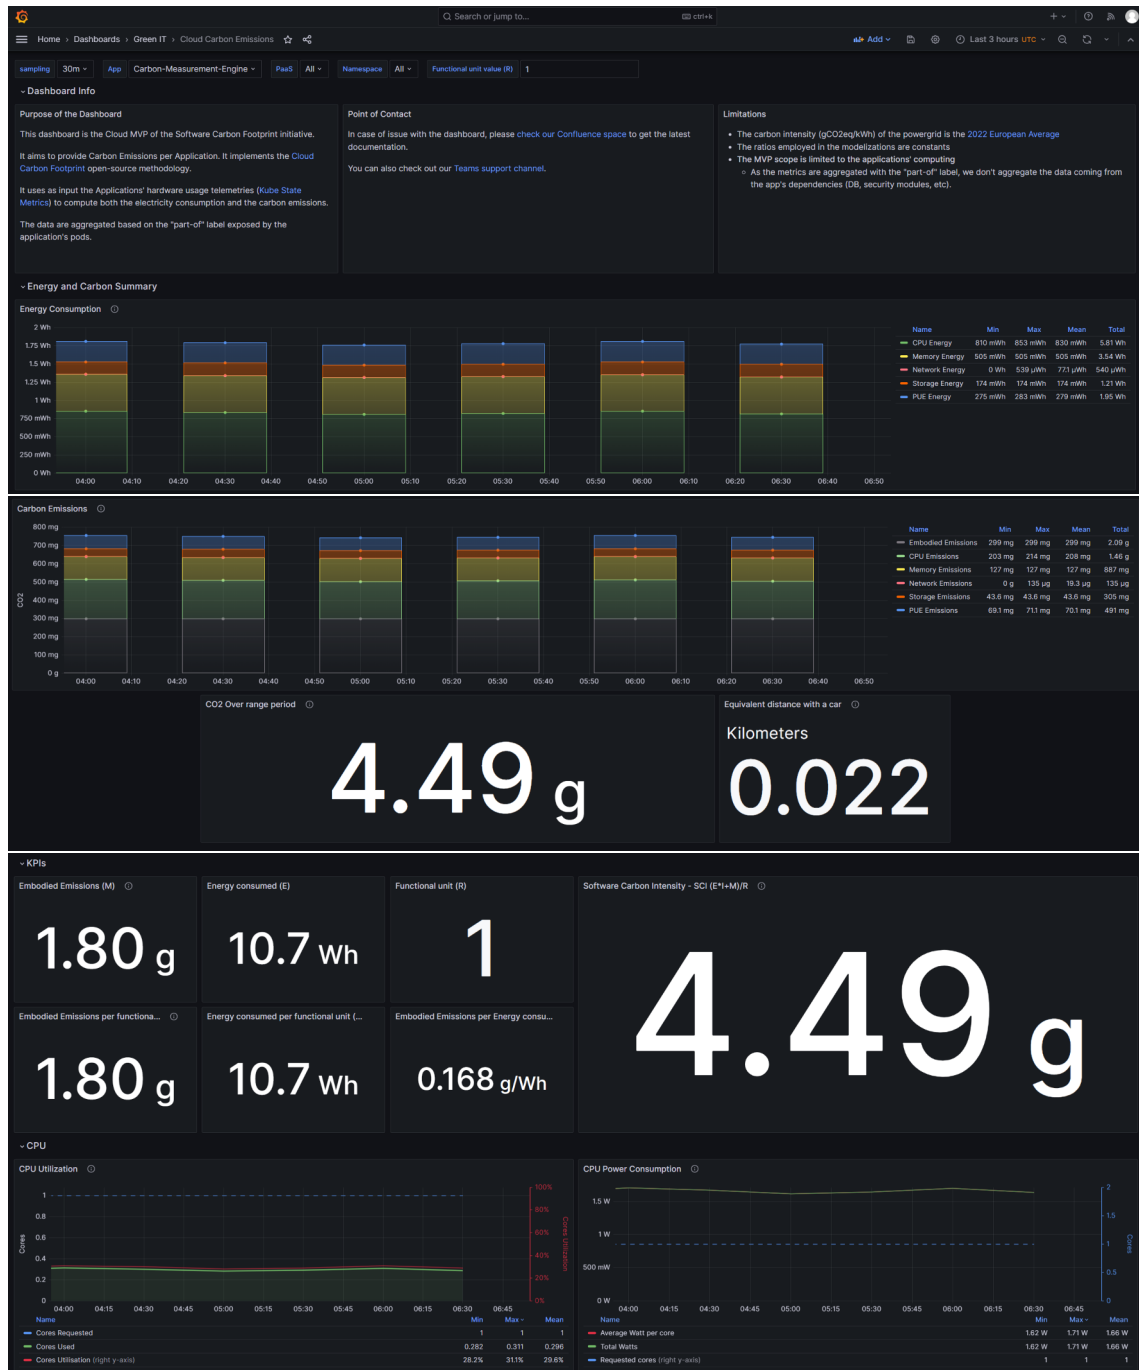 Search or jump to...
ctrl+k
Home › Dashboards › Green IT › Cloud Carbon Emissions
Add
Last 3 hours UTC
sampling 30m App Carbon-Measurement-Engine PaaS All Namespace All Functional unit value (R) 1
Dashboard Info
Purpose of the Dashboard
This dashboard is the Cloud MVP of the Software Carbon Footprint initiative.
It aims to provide Carbon Emissions per Application. It implements the Cloud
Carbon Footprint open-source methodology.
It uses as input the Applications' hardware usage telemetries (Kube State
Metrics) to compute both the electricity consumption and the carbon emissions.
The data are aggregated based on the "part-of" label exposed by the
application's pods.
Point of Contact
In case of issue with the dashboard, please check our Confluence space to get the latest
documentation.
You can also check out our Teams support channel.
Limitations
• The carbon intensity (gCO2eq/kWh) of the powergrid is the 2022 European Average
• The ratios employed in the modelizations are constants
• The MVP scope is limited to the applications' computing
○ As the metrics are aggregated with the "part-of" label, we don't aggregate the data coming from
the app's dependencies (DB, security modules, etc).
Energy and Carbon Summary
Energy Consumption
2 Wh
1.75 Wh
1.5 Wh
1.25 Wh
1 Wh
750 mWh
500 mWh
250 mWh
0 Wh
04:00 04:10 04:20 04:30 04:40 04:50 05:00 05:10 05:20 05:30 05:40 05:50 06:00 06:10 06:20 06:30 06:40 06:50
Name Min Max Mean Total
CPU Energy 810 mWh 853 mWh 830 mWh 5.81 Wh
Memory Energy 505 mWh 505 mWh 505 mWh 3.54 Wh
Network Energy 0 Wh 539 µWh 77.1 µWh 540 µWh
Storage Energy 174 mWh 174 mWh 174 mWh 1.21 Wh
PUE Energy 275 mWh 283 mWh 279 mWh 1.95 Wh
Carbon Emissions
CO2
800 mg
700 mg
600 mg
500 mg
400 mg
300 mg
200 mg
100 mg
0 g
04:00 04:10 04:20 04:30 04:40 04:50 05:00 05:10 05:20 05:30 05:40 05:50 06:00 06:10 06:20 06:30 06:40 06:50
Name Min Max Mean Total
Embodied Emissions 299 mg 299 mg 299 mg 2.09 g
CPU Emissions 203 mg 214 mg 208 mg 1.46 g
Memory Emissions 127 mg 127 mg 127 mg 887 mg
Network Emissions 0 g 135 µg 19.3 µg 135 µg
Storage Emissions 43.6 mg 43.6 mg 43.6 mg 305 mg
PUE Emissions 69.1 mg 71.1 mg 70.1 mg 491 mg
CO2 Over range period
4.49 g
Equivalent distance with a car
Kilometers
0.022
KPIs
Embodied Emissions (M)
1.80 g
Energy consumed (E)
10.7 Wh
Functional unit (R)
1
Software Carbon Intensity - SCI (E*I+M)/R
4.49 g
Embodied Emissions per functiona...
1.80 g
Energy consumed per functional unit (...
10.7 Wh
Embodied Emissions per Energy consu...
0.168 g/Wh
CPU
CPU Utilization
Cores
1
0.8
0.6
0.4
0.2
0
100%
80%
60%
40%
20%
0%
Cores Utilization
04:00 04:15 04:30 04:45 05:00 05:15 05:30 05:45 06:00 06:15 06:30 06:45
Name Min Max Mean
Cores Requested 1 1 1
Cores Used 0.282 0.311 0.296
Cores Utilisation (right y-axis) 28.2% 31.1% 29.6%
CPU Power Consumption
1.5 W
1 W
500 mW
0 W
2
1.5
1
0.5
0
Cores
04:00 04:15 04:30 04:45 05:00 05:15 05:30 05:45 06:00 06:15 06:30 06:45
Name Min Max Mean
Average Watt per core 1.62 W 1.71 W 1.66 W
Total Watts 1.62 W 1.71 W 1.66 W
Requested cores (right y-axis) 1 1 1